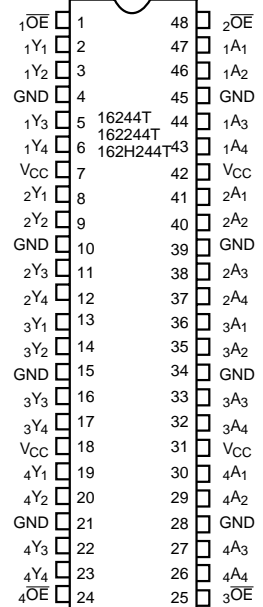 1OE 1 48 2OE
1Y1 2 47 1A1
1Y2 3 46 1A2
GND 4 45 GND
1Y3 5 16244T 44 1A3
162244T
1Y4 6 43 1A4
162H244T
VCC 7 42 VCC
2Y1 8 41 2A1
2Y2 9 40 2A2
GND 10 39 GND
2Y3 11 38 2A3
2Y4 12 37 2A4
3Y1 13 36 3A1
3Y2 14 35 3A2
GND 15 34 GND
3Y3 16 33 3A3
3Y4 17 32 3A4
VCC 18 31 VCC
4Y1 19 30 4A1
4Y2 20 29 4A2
GND 21 28 GND
4Y3 22 27 4A3
4Y4 23 26 4A4
4OE 24 25 3OE